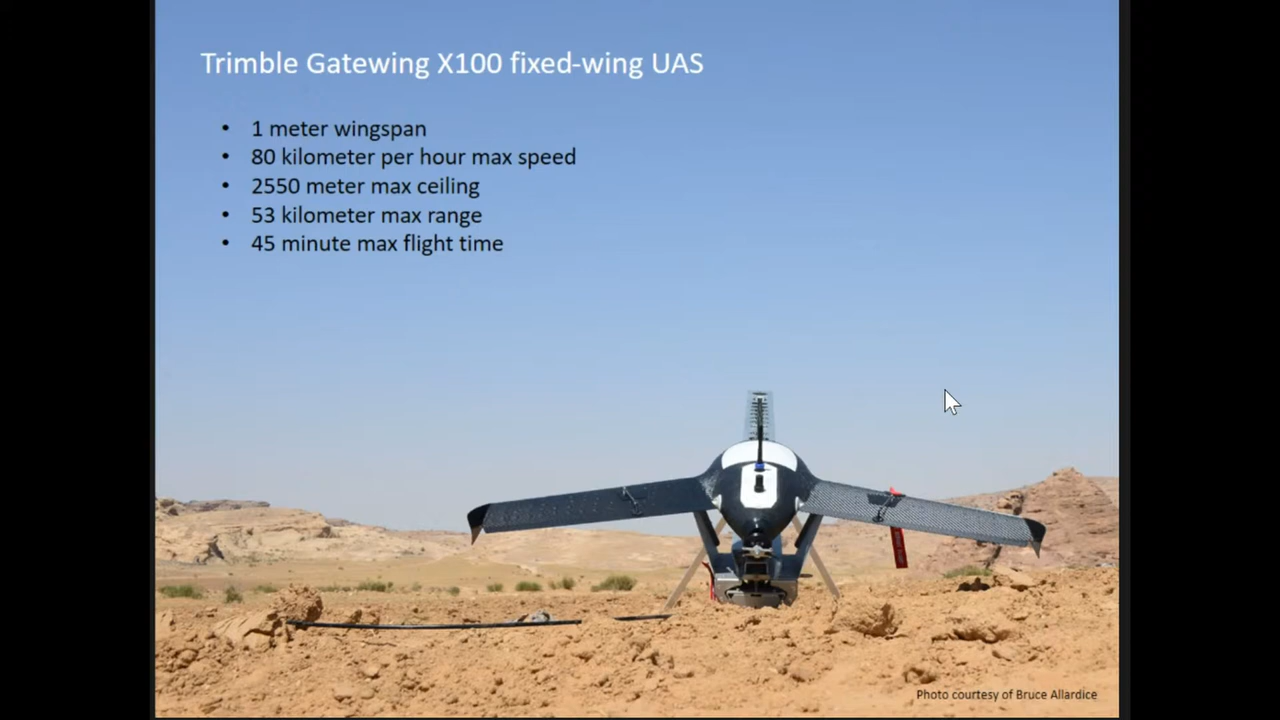 Trimble Gatewing X100 fixed-wing UAS
• 1 meter wingspan
• 80 kilometer per hour max speed
• 2550 meter max ceiling
• 53 kilometer max range
• 45 minute max flight time
Photo courtesy of Bruce Allardice